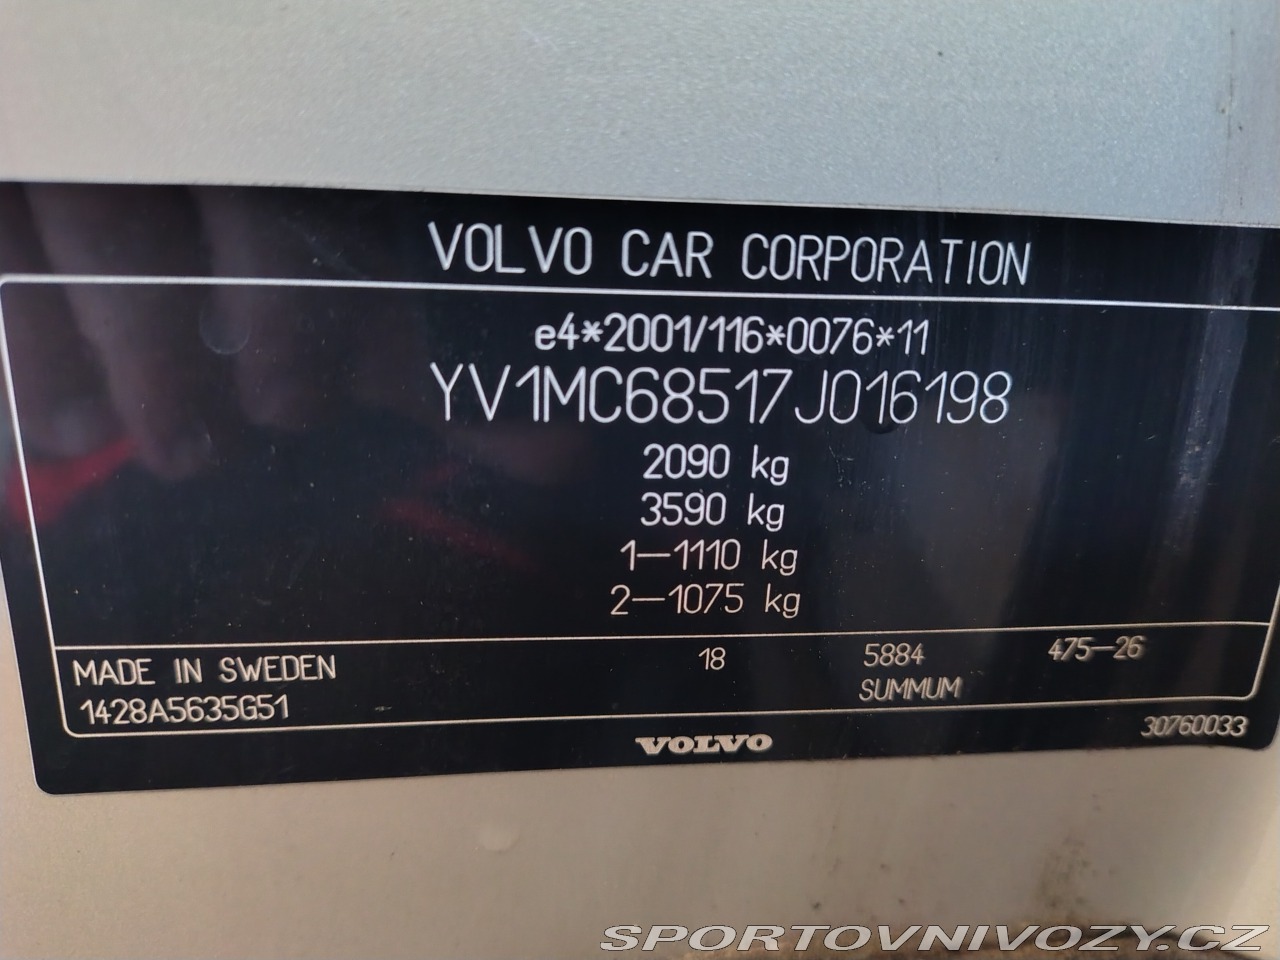 VOLVO CAR CORPORATION
e4*2001/116*0076*11
YV1MC68517J016198
2090 kg
3590 kg
1–1110 kg
2–1075 kg
MADE IN SWEDEN 18 5884 475–26
1428A5635G51 SUMMUM
VOLVO 30760033
SPORTOVNIVOZY.CZ